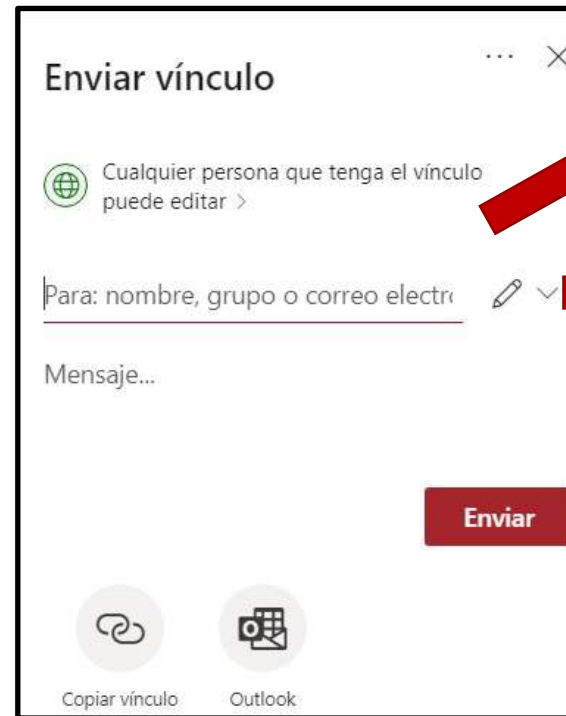 Enviar vínculo
Cualquier persona que tenga el vínculo
puede editar >
Para: nombre, grupo o correo electr
Mensaje...
Enviar
Copiar vínculo
Outlook